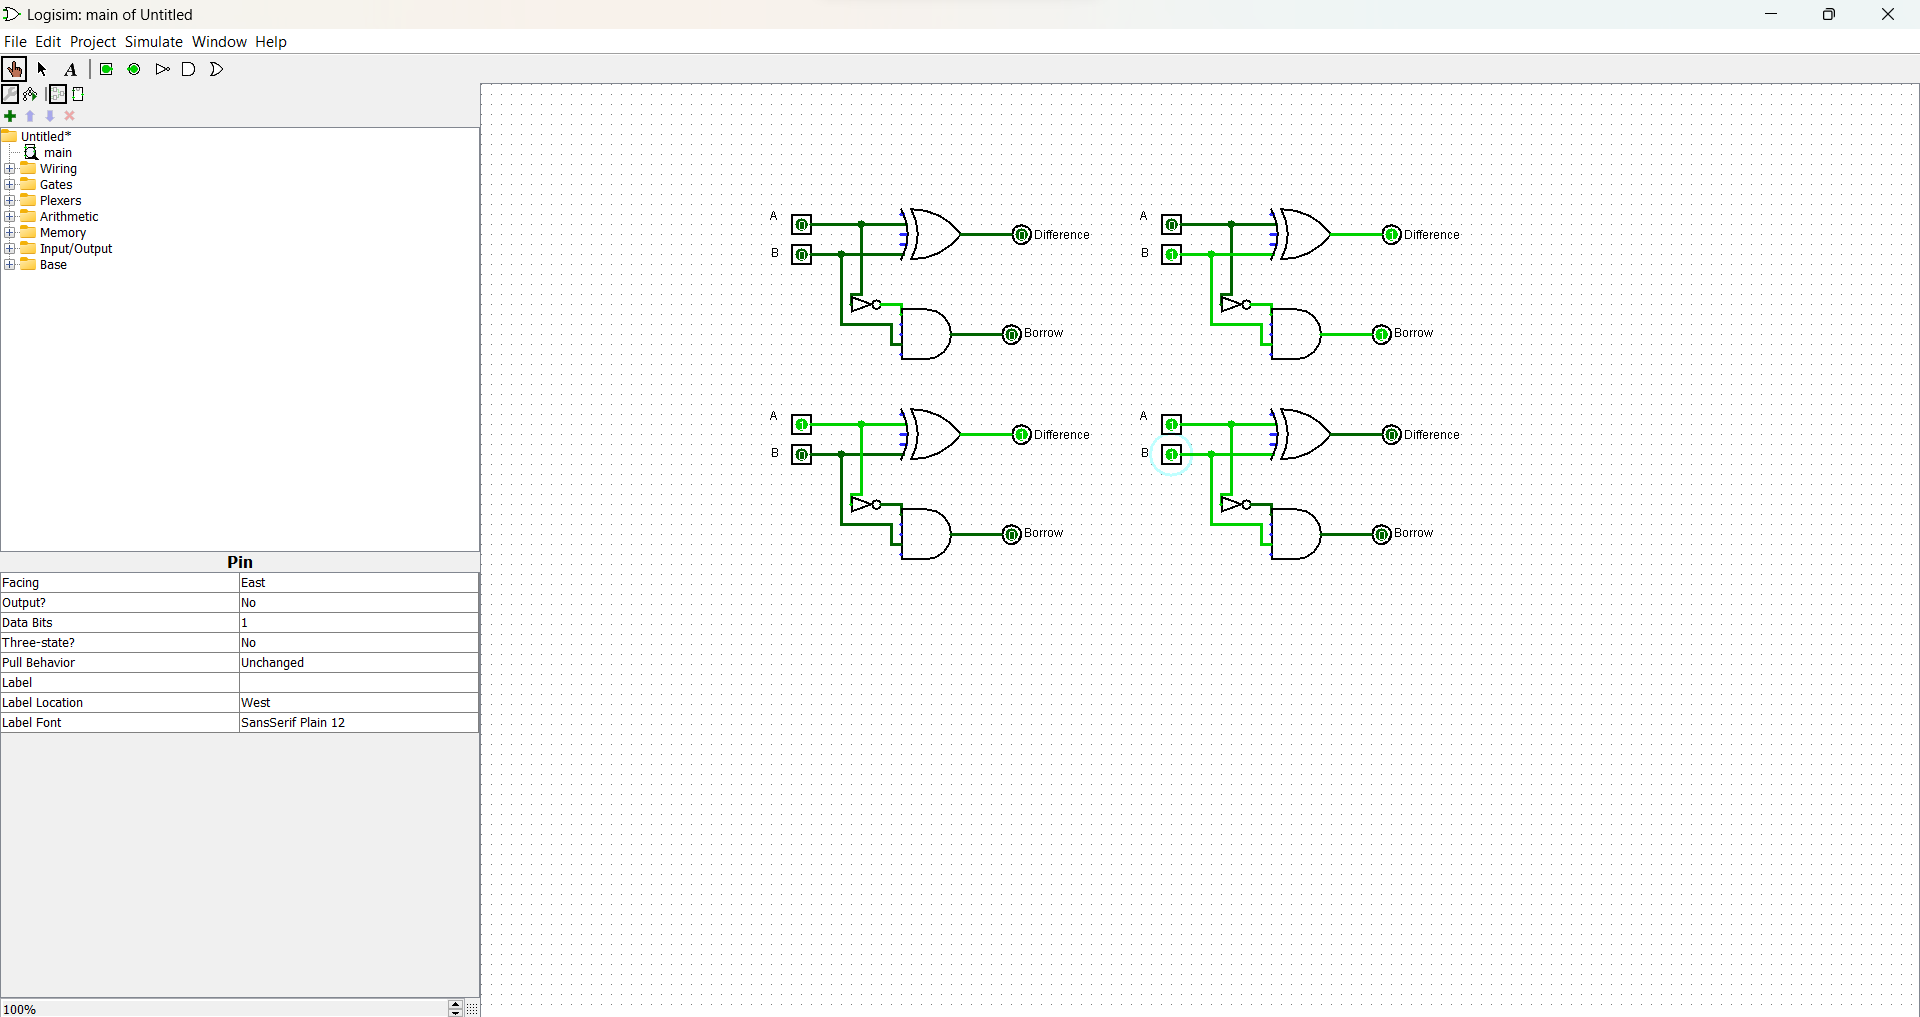 Logisim: main of Untitled
File Edit Project Simulate Window Help
A
Untitled*
main
Wiring
Gates
Plexers
Arithmetic
Memory
Input/Output
Base
Pin
Facing East
Output? No
Data Bits 1
Three-state? No
Pull Behavior Unchanged
Label
Label Location West
Label Font SansSerif Plain 12
100%
A 0 0 Difference
B 0
0 Borrow
A 0 1 Difference
B 1
1 Borrow
A 1 1 Difference
B 0
0 Borrow
A 1 0 Difference
B 1
0 Borrow